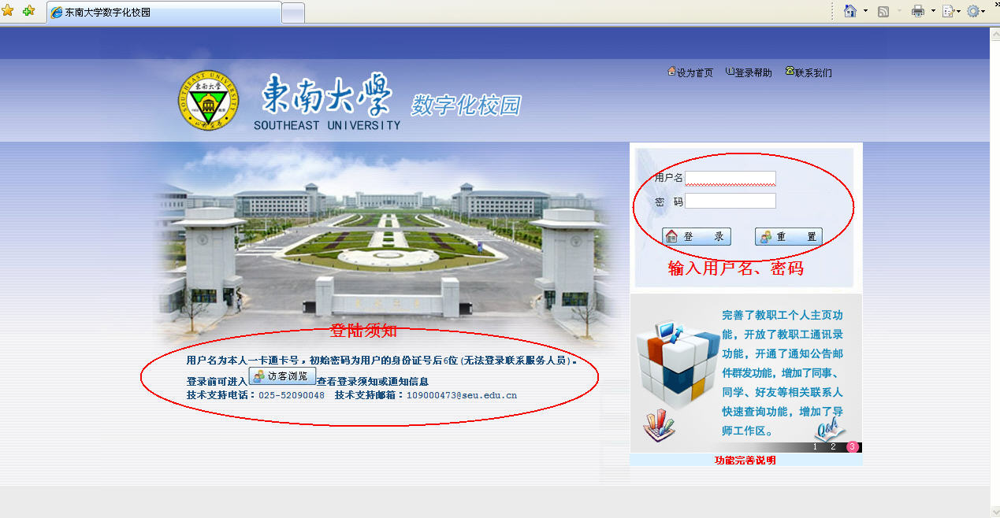 东南大学数字化校园
设为首页 登录帮助 联系我们
SOUTHEAST UNIVERSITY
東南大學
東南大學 数字化校园
SOUTHEAST UNIVERSITY
用户名
密 码
登 录 重 置
输入用户名、密码
登陆须知
用户名为本人一卡通卡号，初始密码为用户的身份证号后6位(无法登录联系服务人员)。
登录前可进入 访客浏览 查看登录须知或通知信息
技术支持电话：025-52090048 技术支持邮箱：109000473@seu.edu.cn
完善了教职工个人主页功
能，开放了教职工通讯录
功能，开通了通知公告邮
件群发功能，增加了同事、
同学、好友等相关联系人
快速查询功能，增加了导
师工作区。
Q&A
1 2 3
功能完善说明